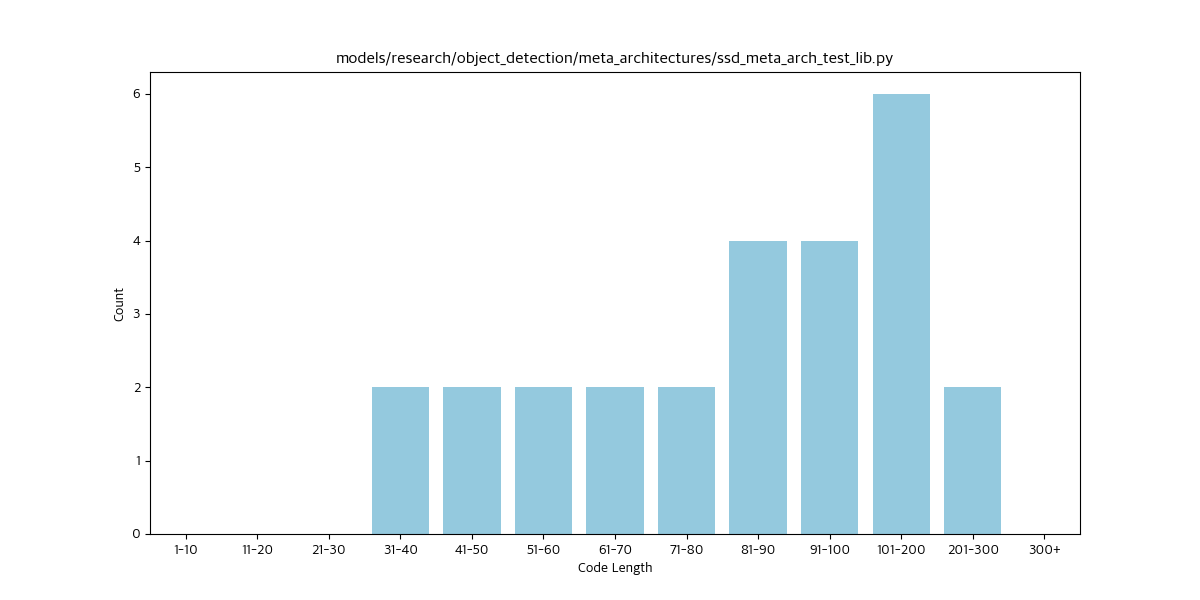 models/research/object_detection/meta_architectures/ssd_meta_arch_test_lib.py
6
5
4
3
2
1
0
Count
1-10 11-20 21-30 31-40 41-50 51-60 61-70 71-80 81-90 91-100 101-200 201-300 300+
Code Length